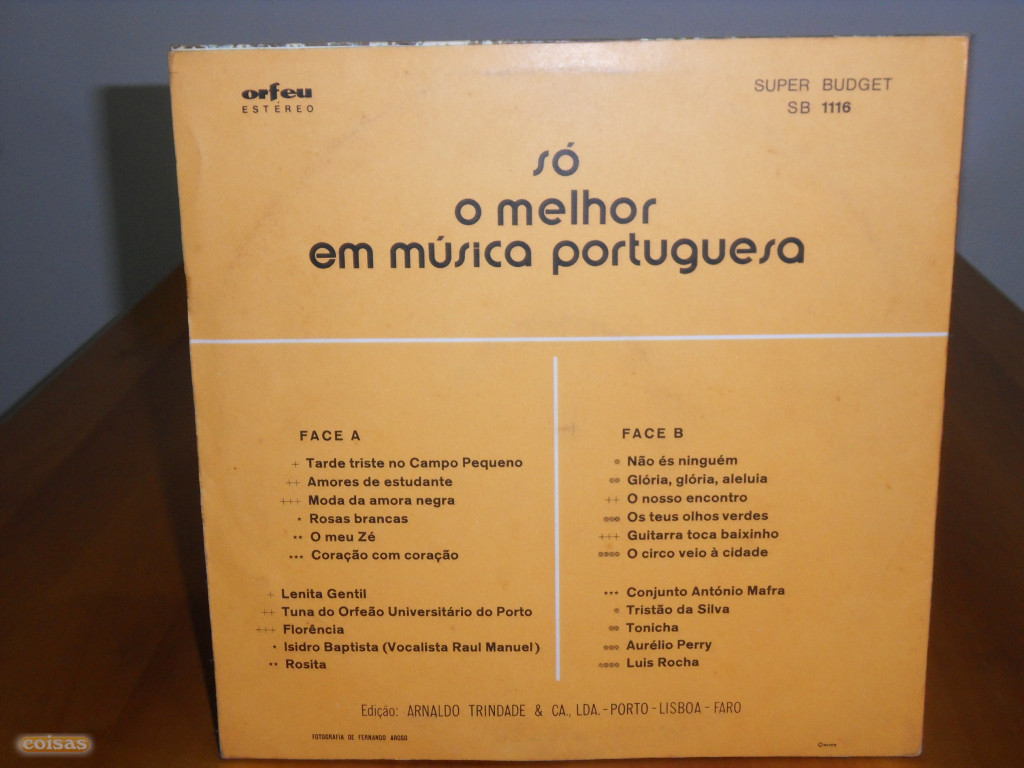 orfeu
ESTÉREO
SUPER BUDGET
SB 1116
só
o melhor
em música portuguesa
FACE A
+ Tarde triste no Campo Pequeno
++ Amores de estudante
+++ Moda da amora negra
* Rosas brancas
** O meu Zé
*** Coração com coração
+ Lenita Gentil
++ Tuna do Orfeão Universitário do Porto
+++ Florência
* Isidro Baptista (Vocalista Raul Manuel)
** Rosita
FACE B
Não és ninguém
Glória, glória, aleluia
++ O nosso encontro
Os teus olhos verdes
+++ Guitarra toca baixinho
O circo veio à cidade
*** Conjunto António Mafra
Tristão da Silva
Tonicha
Aurélio Perry
Luis Rocha
Edição: ARNALDO TRINDADE & CA., LDA. - PORTO - LISBOA - FARO
FOTOGRAFIA DE FERNANDO AROSO
coisas